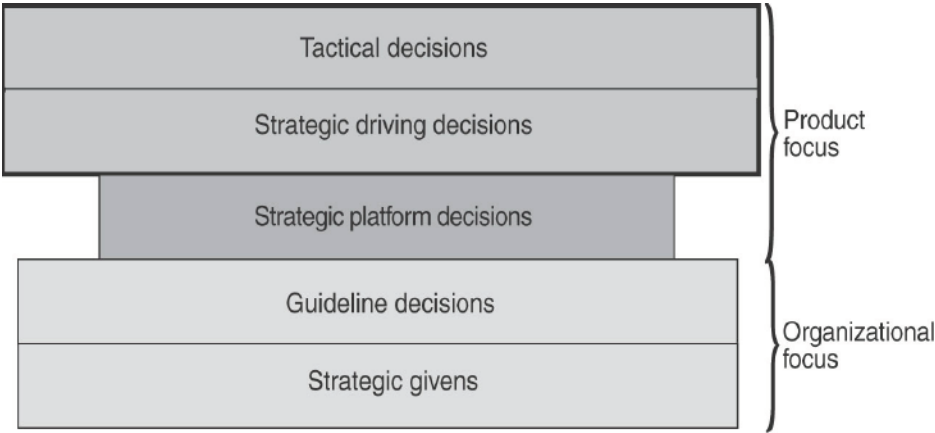 Tactical decisions
Strategic driving decisions
Product
focus
Strategic platform decisions
Guideline decisions
Organizational
focus
Strategic givens